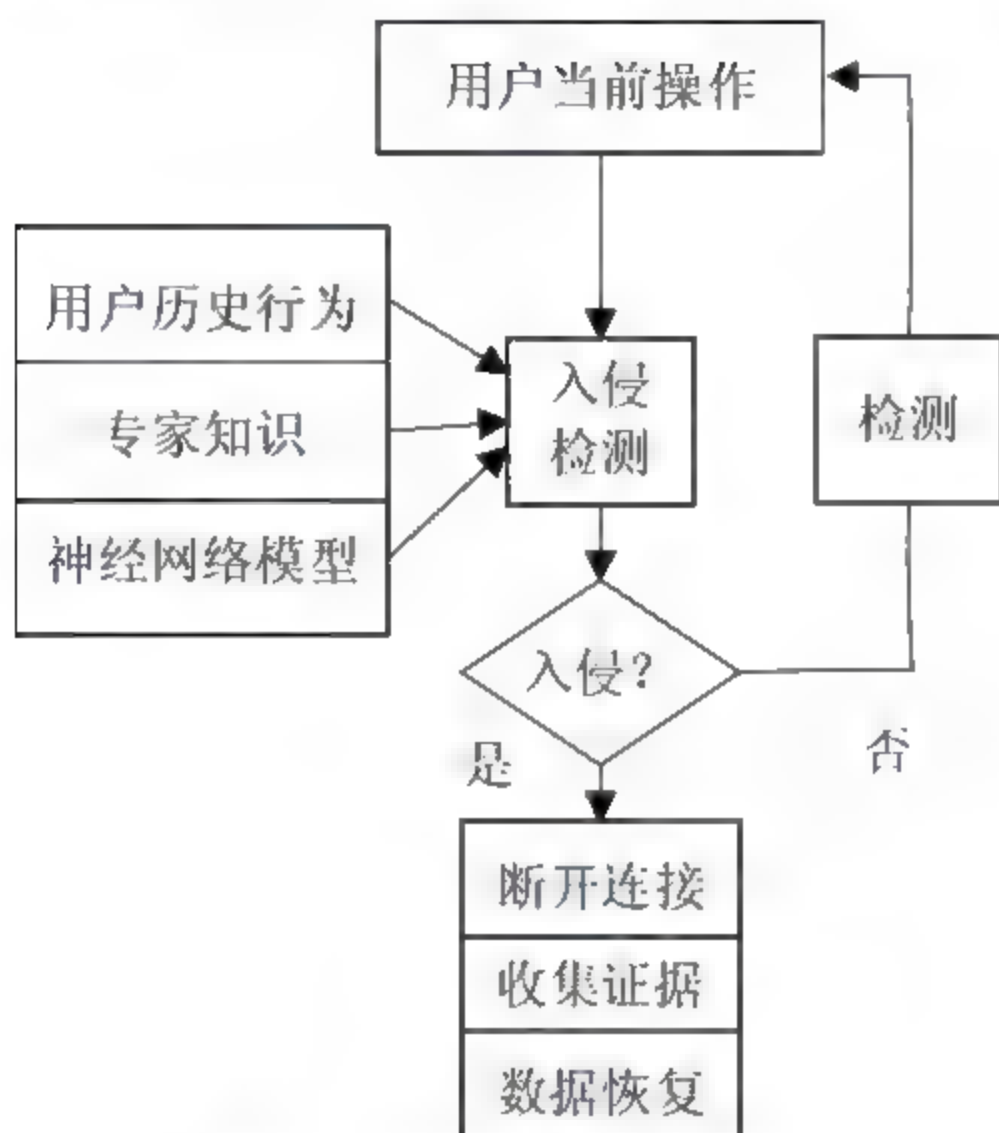 用户当前操作
用户历史行为
专家知识
神经网络模型
入侵
检测
检测
入侵?
是
否
断开连接
收集证据
数据恢复